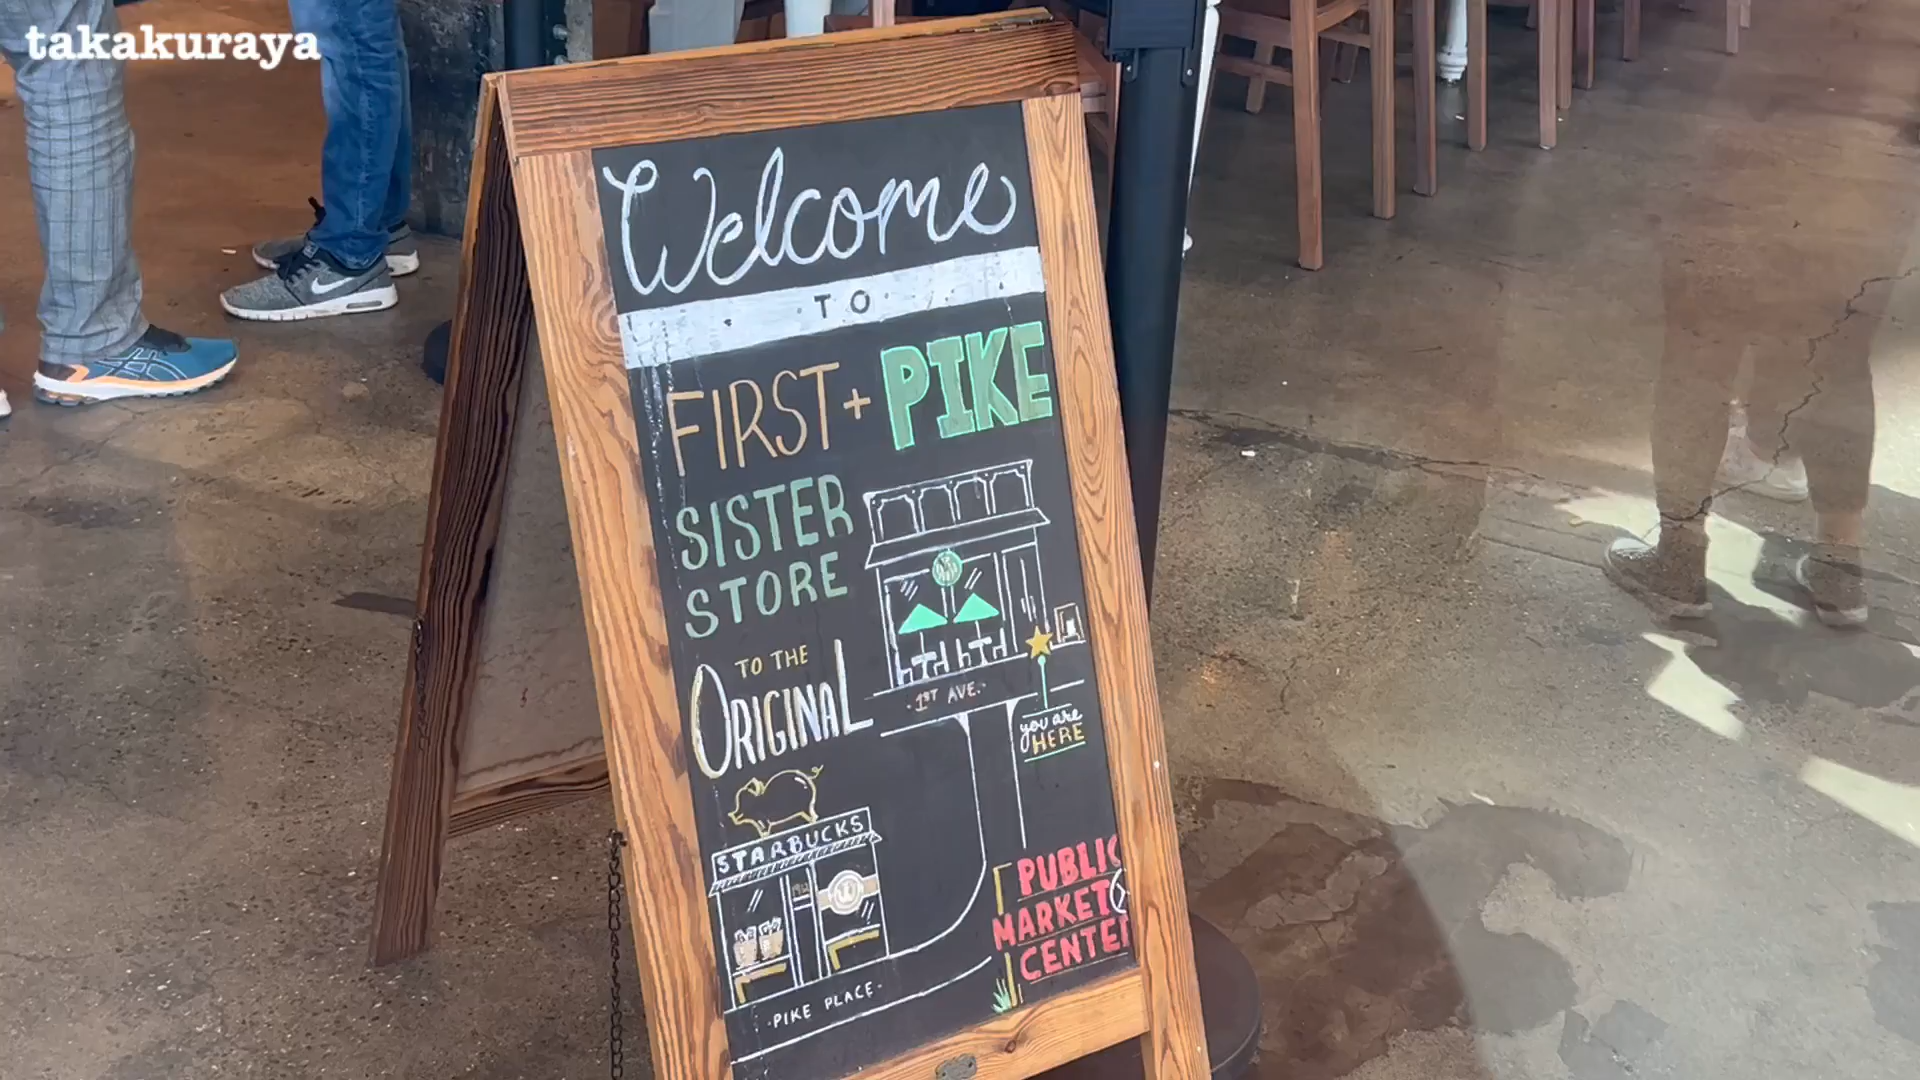 takakuraya
Welcome
TO
FIRST + PIKE
SISTER
STORE
TO THE
ORIGINAL
1ST AVE.
you are
HERE
STARBUCKS
PUBLIC
MARKET
CENTER
PIKE PLACE